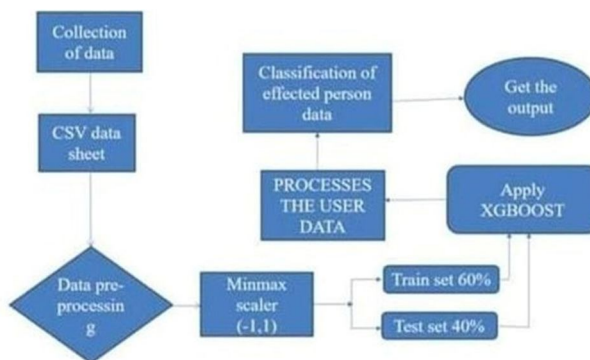 Collection
of data
CSV data
sheet
Data pre-
processin
g
Minmax
scaler
(-1,1)
Train set 60%
Test set 40%
Apply
XGBOOST
PROCESSES
THE USER
DATA
Classification of
effected person
data
Get the
output